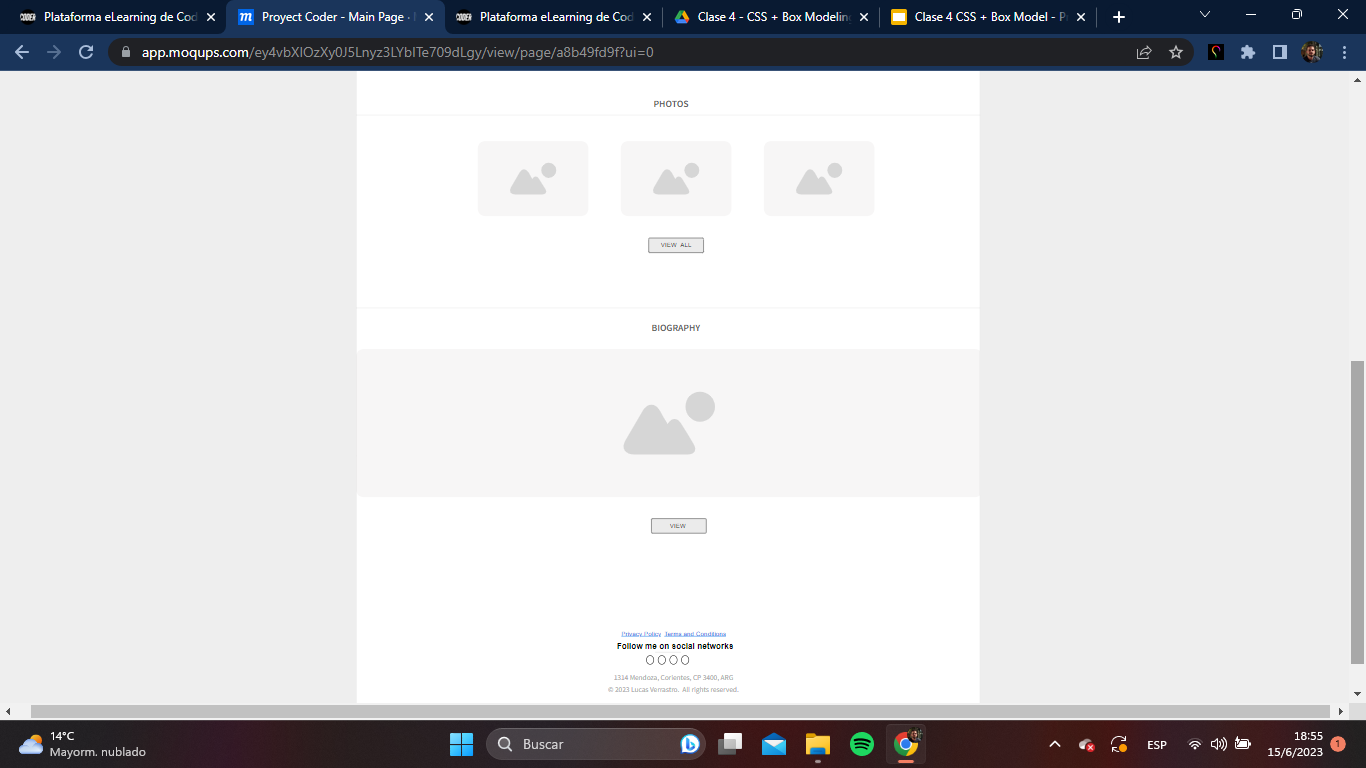 Plataforma eLearning de Cod
Proyect Coder - Main Page ·
Plataforma eLearning de Cod
Clase 4 - CSS + Box Modeling
Clase 4 CSS + Box Model - P
app.moqups.com/ey4vbXIOzXy0J5Lnyz3LYbITe709dLgy/view/page/a8b49fd9f?ui=0
PHOTOS
VIEW ALL
BIOGRAPHY
VIEW
Privacy Policy Terms and Conditions
Follow me on social networks
1314 Mendoza, Corientes, CP 3400, ARG
© 2023 Lucas Verrastro. All rights reserved.
14°C
Mayorm. nublado
Buscar
ESP
18:55
15/6/2023
1